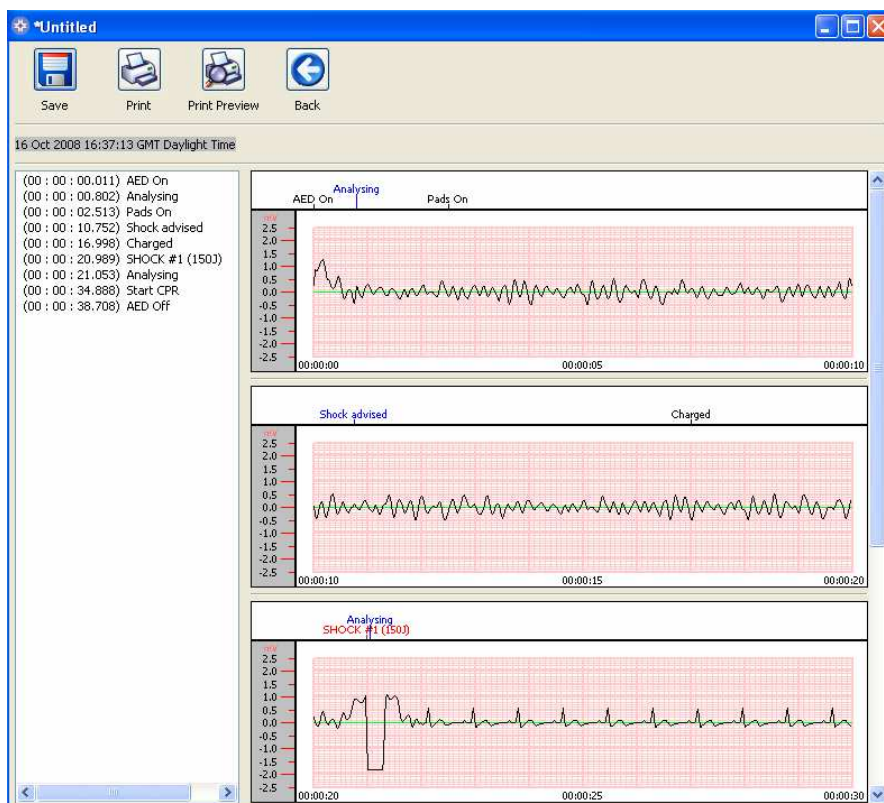 *Untitled
Save Print Print Preview Back
16 Oct 2008 16:37:13 GMT Daylight Time
(00 : 00 : 00.011) AED On
(00 : 00 : 00.802) Analysing
(00 : 00 : 02.513) Pads On
(00 : 00 : 10.752) Shock advised
(00 : 00 : 16.998) Charged
(00 : 00 : 20.989) SHOCK #1 (150J)
(00 : 00 : 21.053) Analysing
(00 : 00 : 34.888) Start CPR
(00 : 00 : 38.708) AED Off
Analysing
AED On Pads On
mV
2.5
2.0
1.5
1.0
0.5
0.0
-0.5
-1.0
-1.5
-2.0
-2.5
00:00:00 00:00:05 00:00:10
Shock advised Charged
mV
2.5
2.0
1.5
1.0
0.5
0.0
-0.5
-1.0
-1.5
-2.0
-2.5
00:00:10 00:00:15 00:00:20
Analysing
SHOCK #1 (150J)
mV
2.5
2.0
1.5
1.0
0.5
0.0
-0.5
-1.0
-1.5
-2.0
-2.5
00:00:20 00:00:25 00:00:30